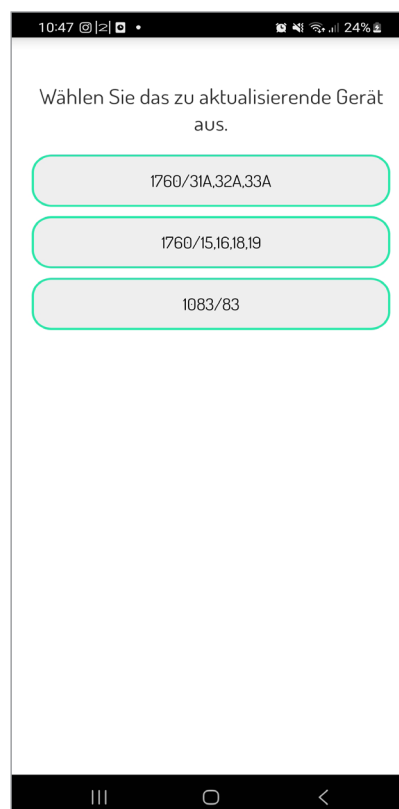 10:47
24%
Wählen Sie das zu aktualisierende Gerät
aus.
1760/31A,32A,33A
1760/15,16,18,19
1083/83